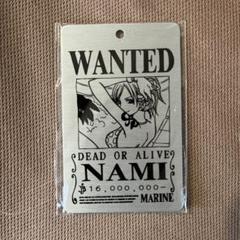 WANTED
DEAD OR ALIVE
NAMI
16,000,000-
MARINE